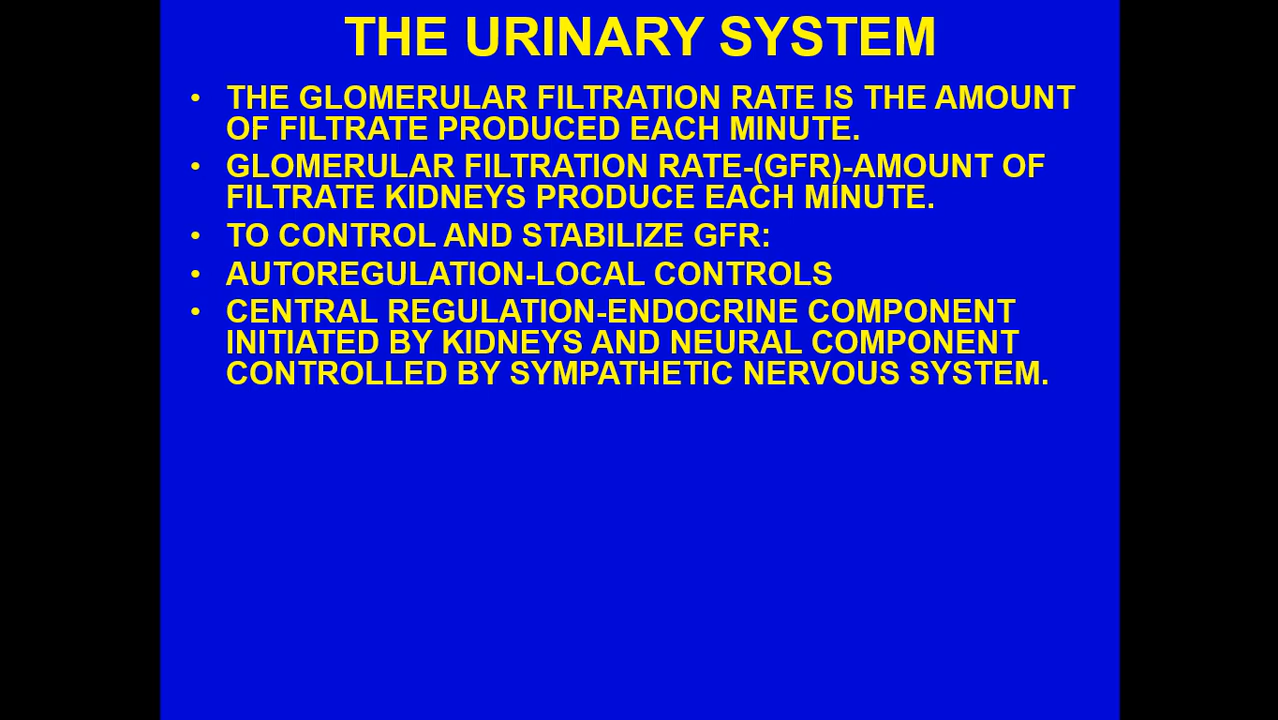 THE URINARY SYSTEM
• THE GLOMERULAR FILTRATION RATE IS THE AMOUNT
OF FILTRATE PRODUCED EACH MINUTE.
• GLOMERULAR FILTRATION RATE-(GFR)-AMOUNT OF
FILTRATE KIDNEYS PRODUCE EACH MINUTE.
• TO CONTROL AND STABILIZE GFR:
• AUTOREGULATION-LOCAL CONTROLS
• CENTRAL REGULATION-ENDOCRINE COMPONENT
INITIATED BY KIDNEYS AND NEURAL COMPONENT
CONTROLLED BY SYMPATHETIC NERVOUS SYSTEM.